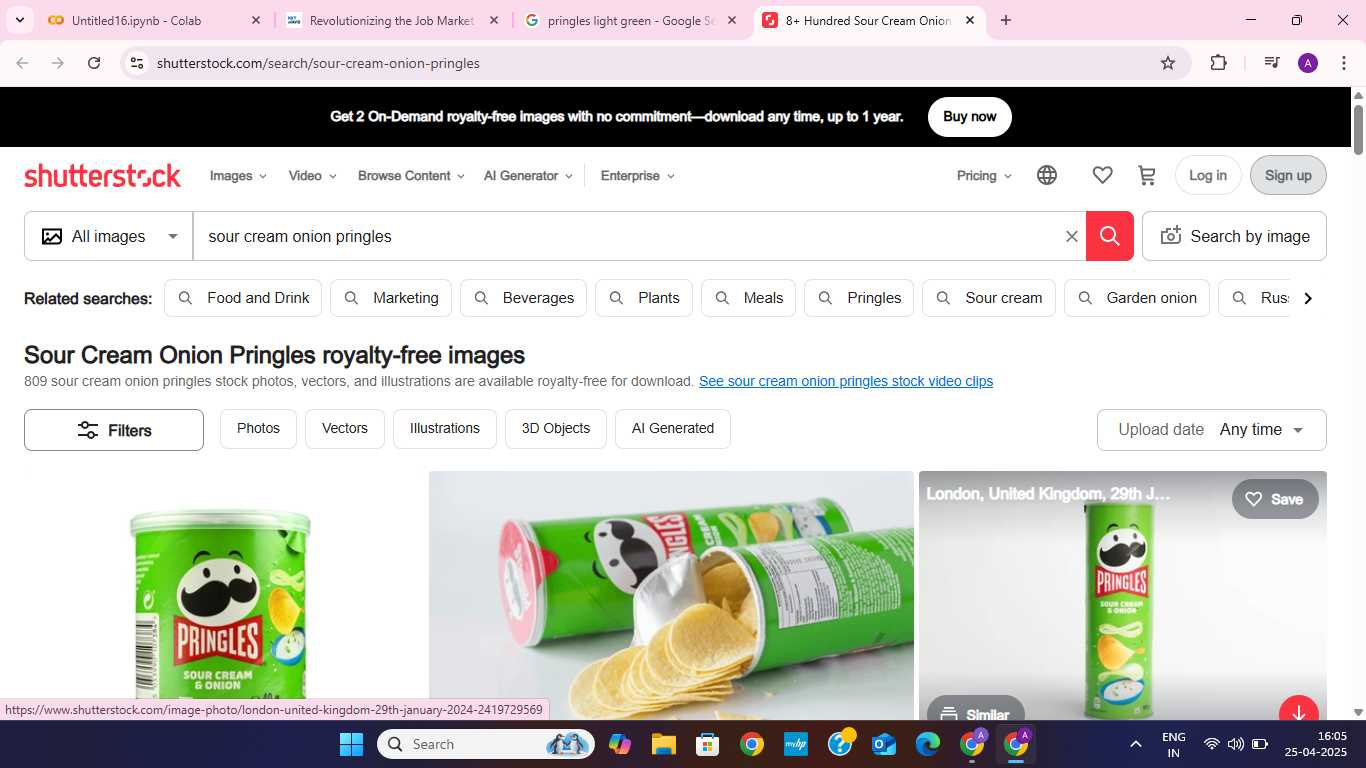 Untitled16.ipynb - Colab
Revolutionizing the Job Market
pringles light green - Google Se
8+ Hundred Sour Cream Onion
shutterstock.com/search/sour-cream-onion-pringles
A
Get 2 On-Demand royalty-free images with no commitment—download any time, up to 1 year.
Buy now
shutterstock
Images
Video
Browse Content
AI Generator
Enterprise
Pricing
Log in
Sign up
All images
sour cream onion pringles
Search by image
Related searches:
Food and Drink
Marketing
Beverages
Plants
Meals
Pringles
Sour cream
Garden onion
Rus
Sour Cream Onion Pringles royalty-free images
809 sour cream onion pringles stock photos, vectors, and illustrations are available royalty-free for download. See sour cream onion pringles stock video clips
Filters
Photos
Vectors
Illustrations
3D Objects
AI Generated
Upload date Any time
PRINGLES
SOUR CREAM
& ONION
PRINGLES
London, United Kingdom, 29th J...
Save
PRINGLES
SOUR CREAM
& ONION
Similar
https://www.shutterstock.com/image-photo/london-united-kingdom-29th-january-2024-2419729569
Search
myhp
A
A
ENG
IN
16:05
25-04-2025